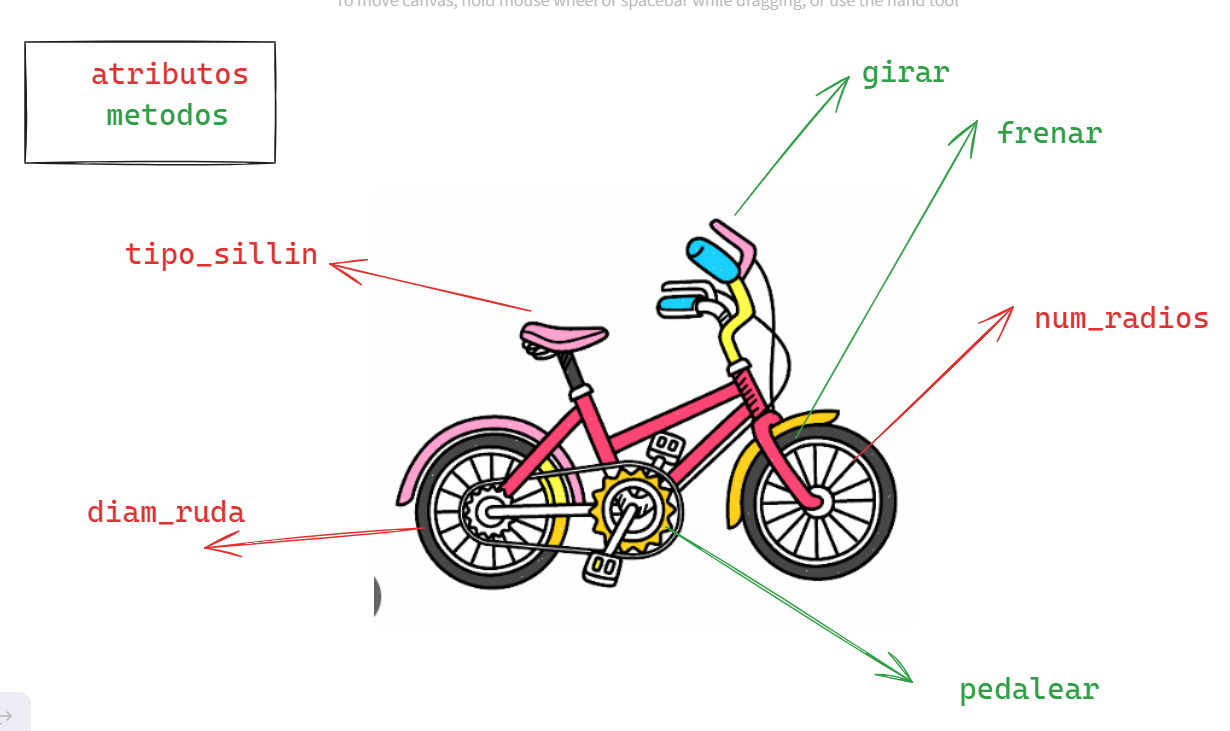 To move canvas, hold mouse wheel or spacebar while dragging, or use the hand tool
atributos
metodos
girar
frenar
tipo_sillin
num_radios
diam_ruda
pedalear